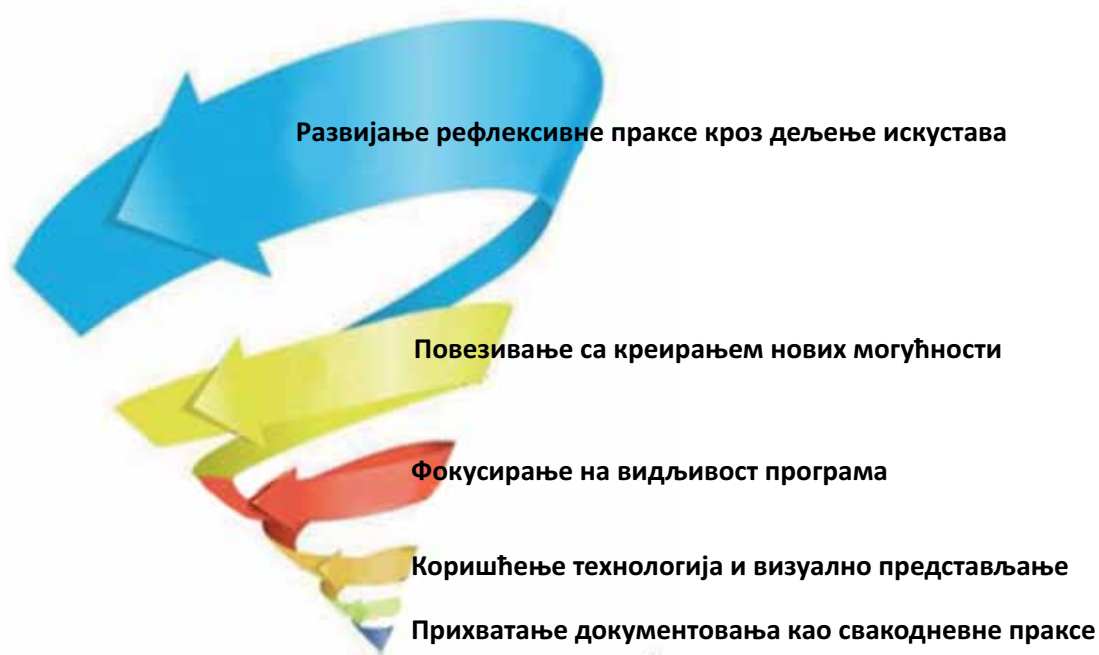 Развијање рефлексивне праксе кроз дељење искустава
Повезивање са креирањем нових могућности
Фокусирање на видљивост програма
Коришћење технологија и визуално представљање
Прихватање документовања као свакодневне праксе